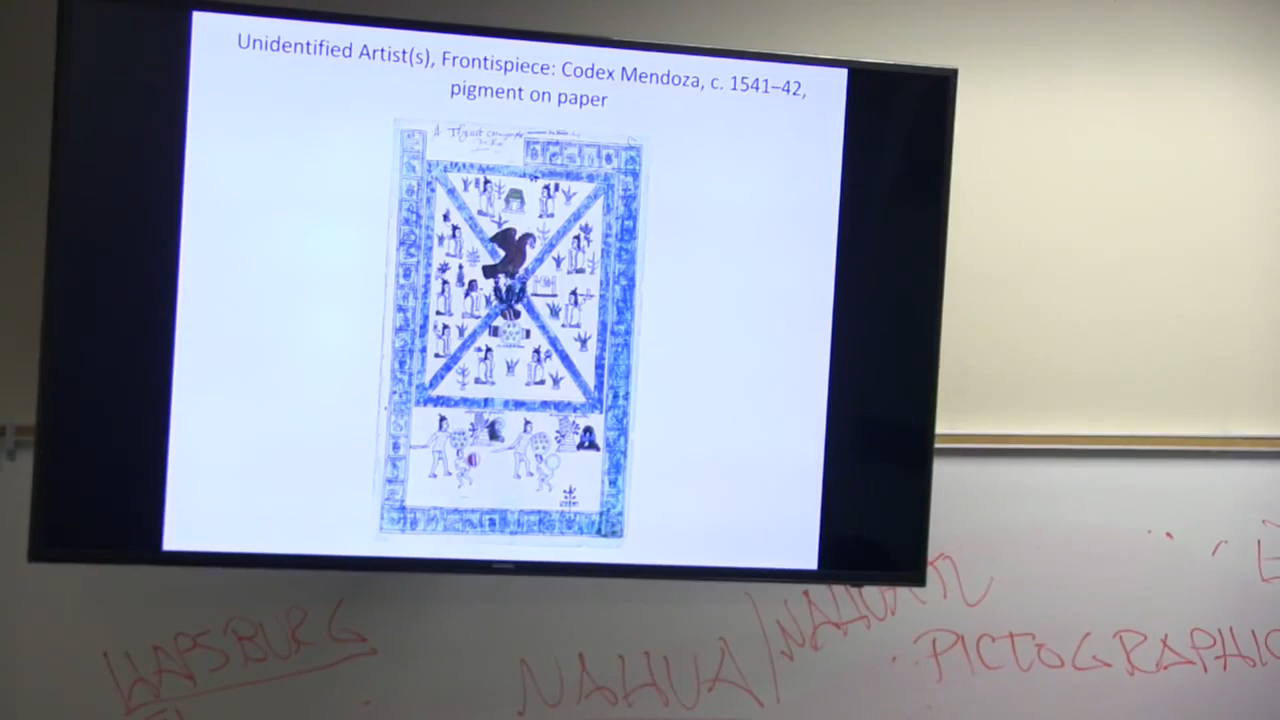 Unidentified Artist(s), Frontispiece: Codex Mendoza, c. 1541–42,
pigment on paper
HAPSBURG
NAHUA/NAHUATL
PICTOGRAPHIC